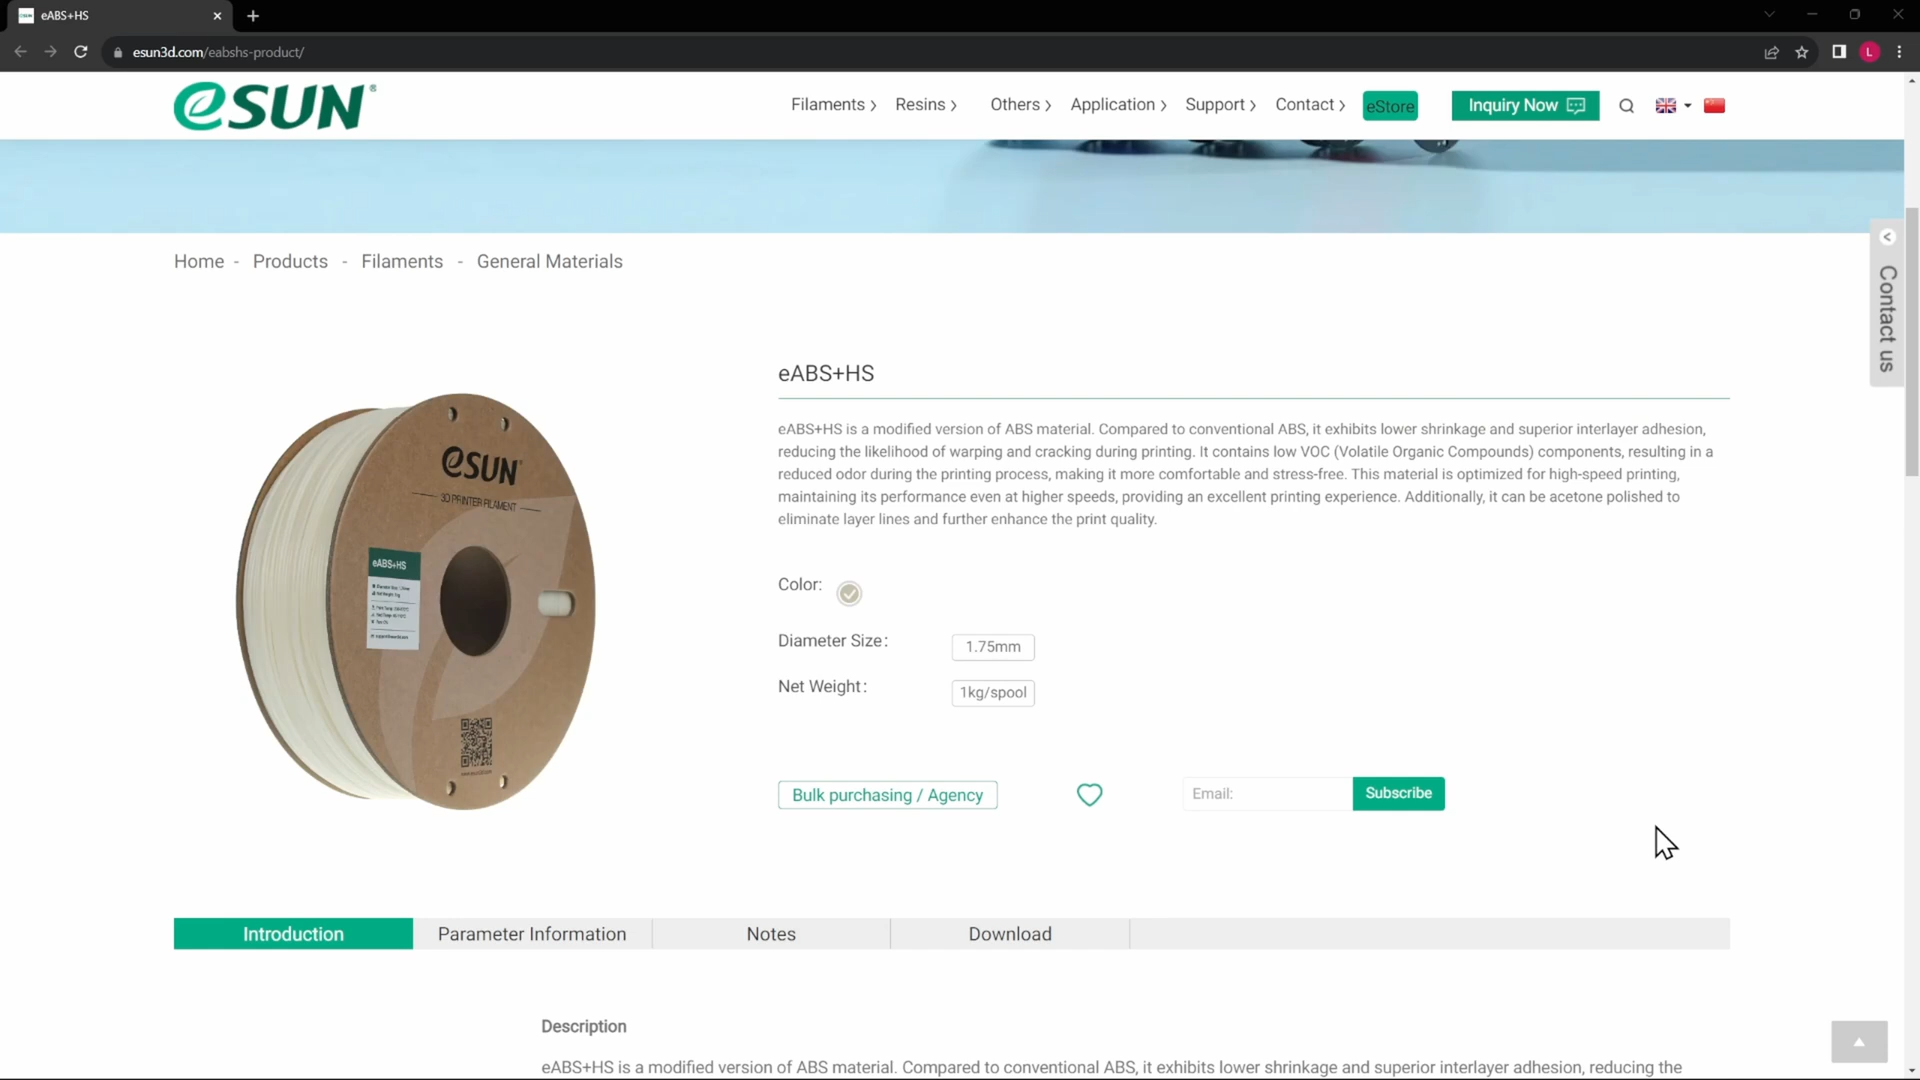 eABS+HS
esun3d.com/eabshs-product/
L
eSUN®
Filaments
Resins
Others
Application
Support
Contact
eStore
Inquiry Now
Contact us
Home - Products - Filaments - General Materials
eABS+HS
eABS+HS is a modified version of ABS material. Compared to conventional ABS, it exhibits lower shrinkage and superior interlayer adhesion,
reducing the likelihood of warping and cracking during printing. It contains low VOC (Volatile Organic Compounds) components, resulting in a
reduced odor during the printing process, making it more comfortable and stress-free. This material is optimized for high-speed printing,
maintaining its performance even at higher speeds, providing an excellent printing experience. Additionally, it can be acetone polished to
eliminate layer lines and further enhance the print quality.
eSUN
3D PRINTER FILAMENT
eABS+HS
Color:
Diameter Size: 1.75mm
Net Weight: 1kg/spool
Bulk purchasing / Agency
Email:
Subscribe
Introduction
Parameter Information
Notes
Download
Description
eABS+HS is a modified version of ABS material. Compared to conventional ABS, it exhibits lower shrinkage and superior interlayer adhesion, reducing the